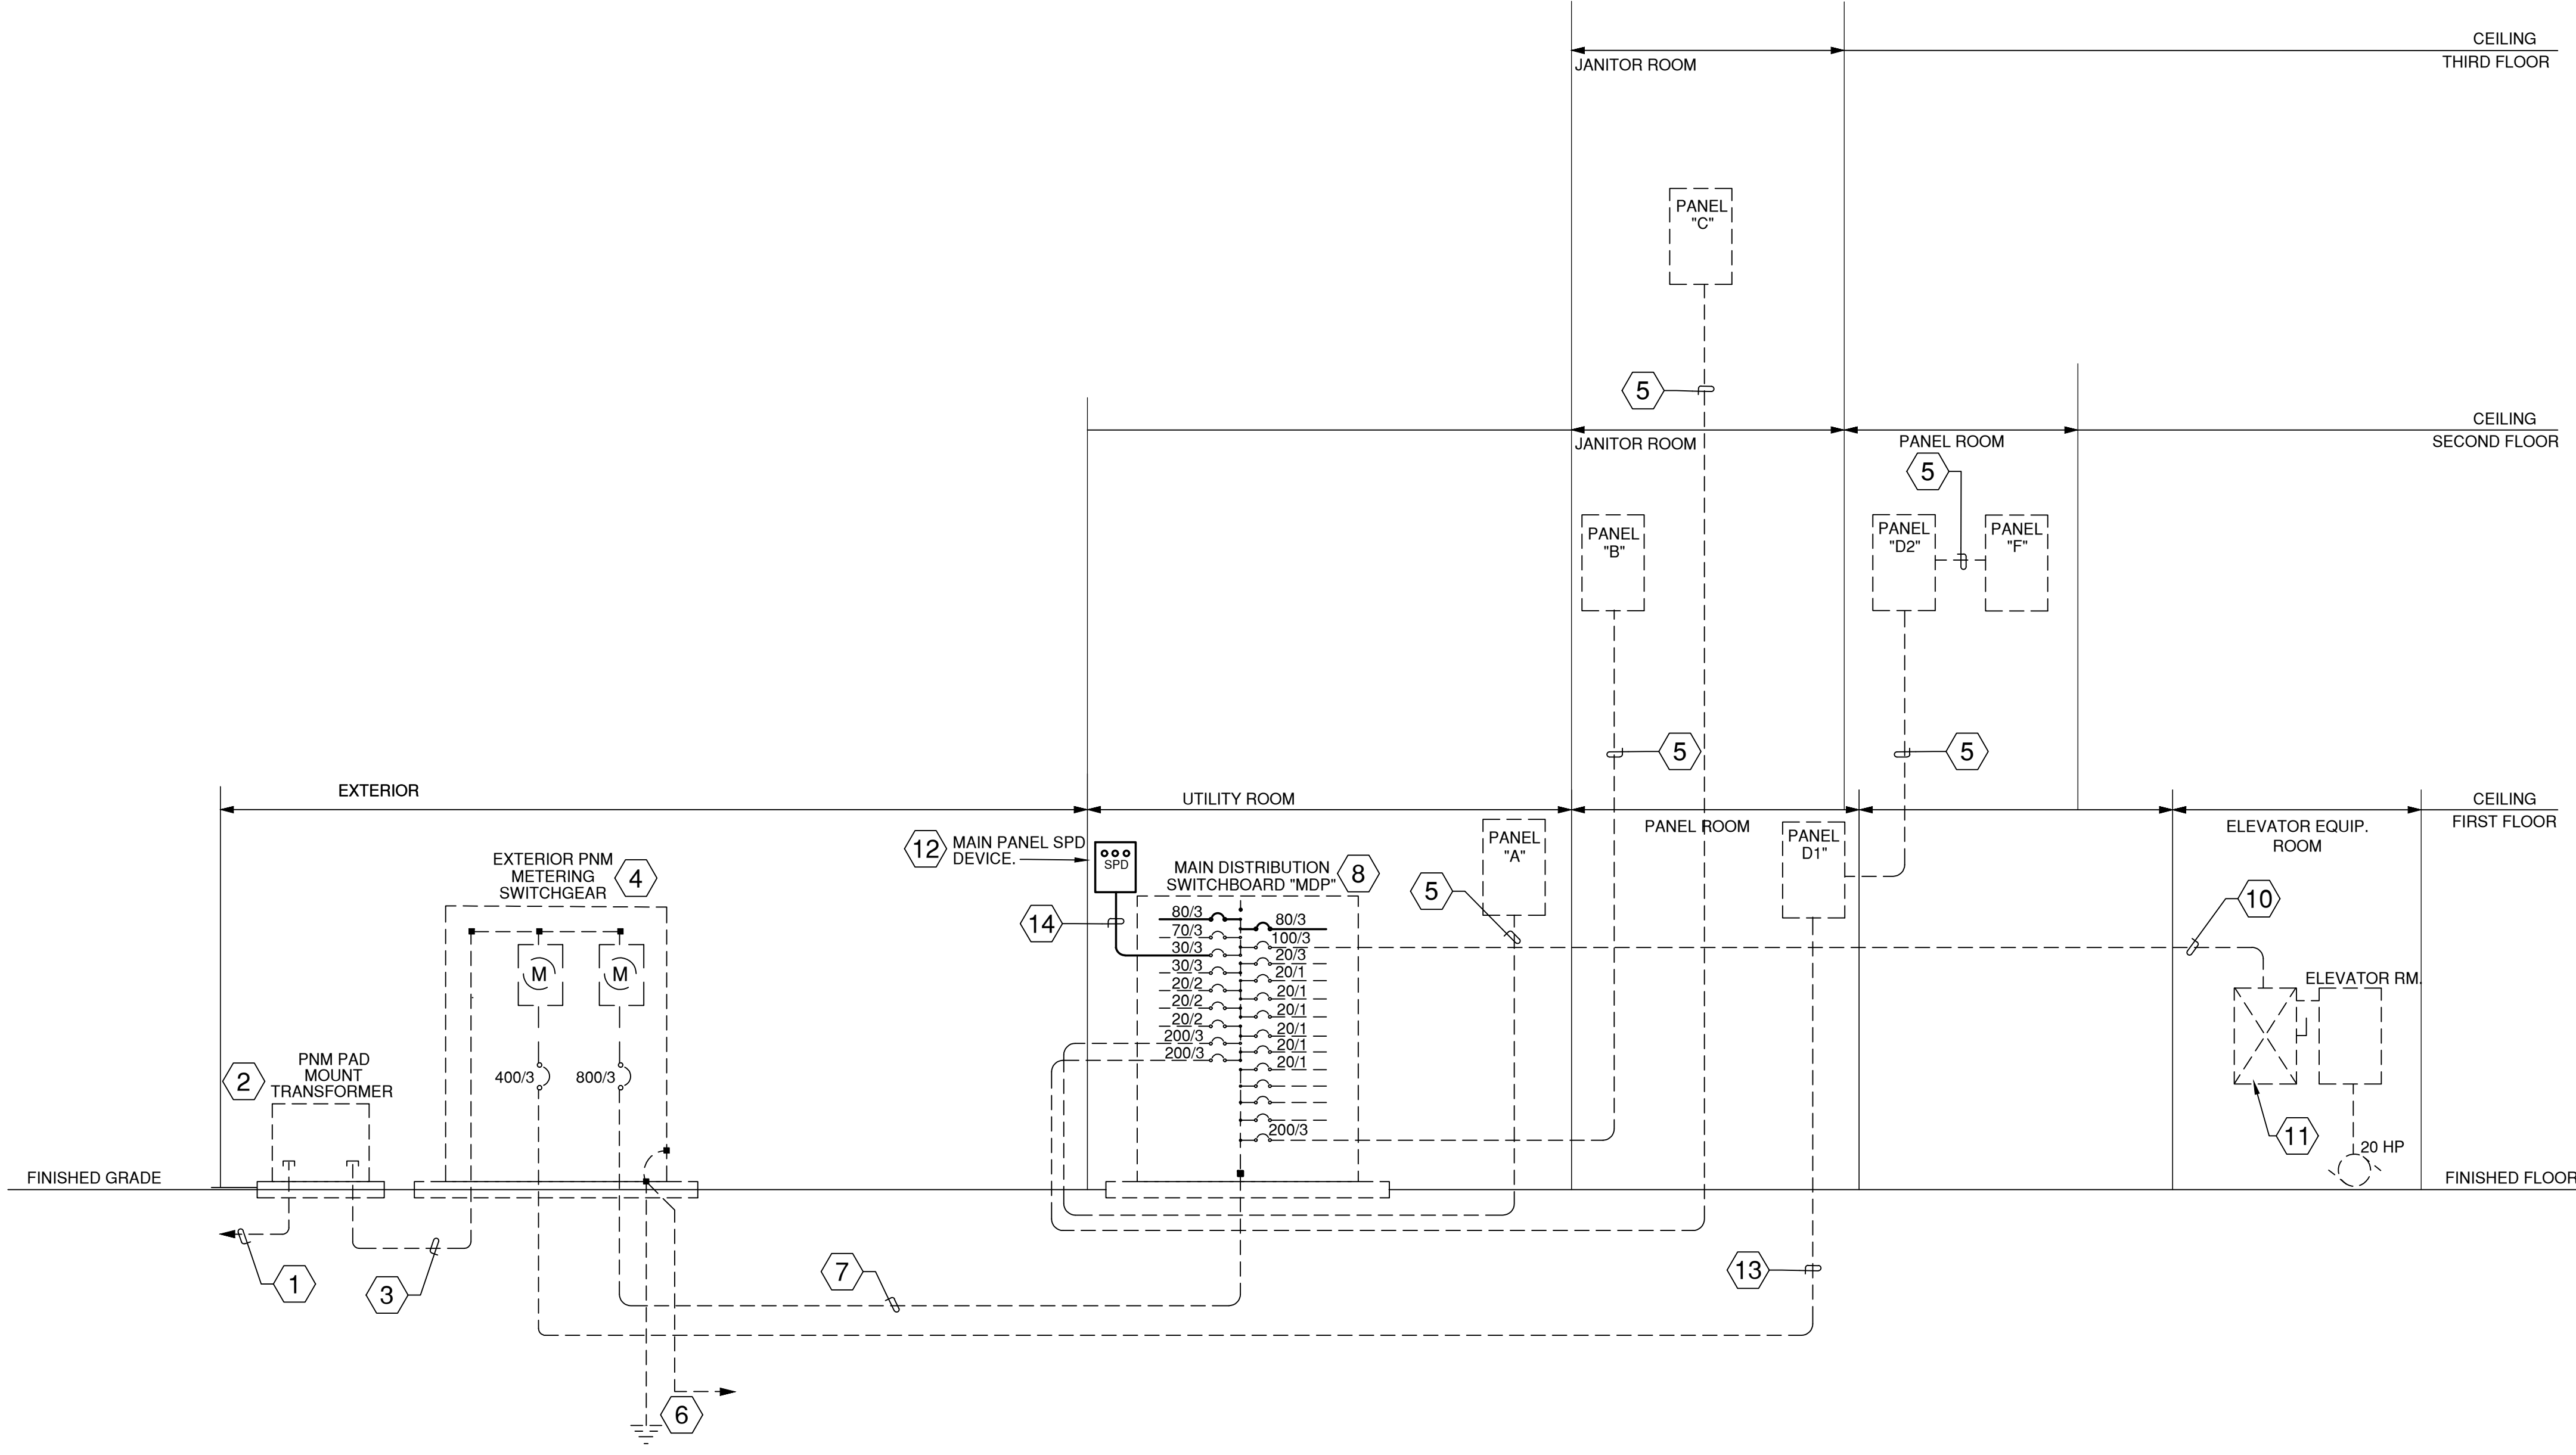 CEILING
JANITOR ROOM
THIRD FLOOR
PANEL
"C"
5
CEILING
JANITOR ROOM
PANEL ROOM
SECOND FLOOR
5
PANEL
"B"
PANEL
"D2"
PANEL
"F"
5
5
EXTERIOR
UTILITY ROOM
CEILING
PANEL ROOM
ELEVATOR EQUIP.
ROOM
FIRST FLOOR
12
MAIN PANEL SPD
DEVICE.
SPD
PANEL
"A"
PANEL
D1"
EXTERIOR PNM
METERING
SWITCHGEAR
4
MAIN DISTRIBUTION
SWITCHBOARD "MDP"
8
5
10
14
80/3
70/3
30/3
30/3
20/2
20/2
20/2
200/3
200/3
80/3
100/3
20/3
20/1
20/1
20/1
20/1
20/1
20/1
200/3
M
M
ELEVATOR RM.
2
PNM PAD
MOUNT
TRANSFORMER
400/3
800/3
11
20 HP
FINISHED GRADE
FINISHED FLOOR
1
3
7
13
6